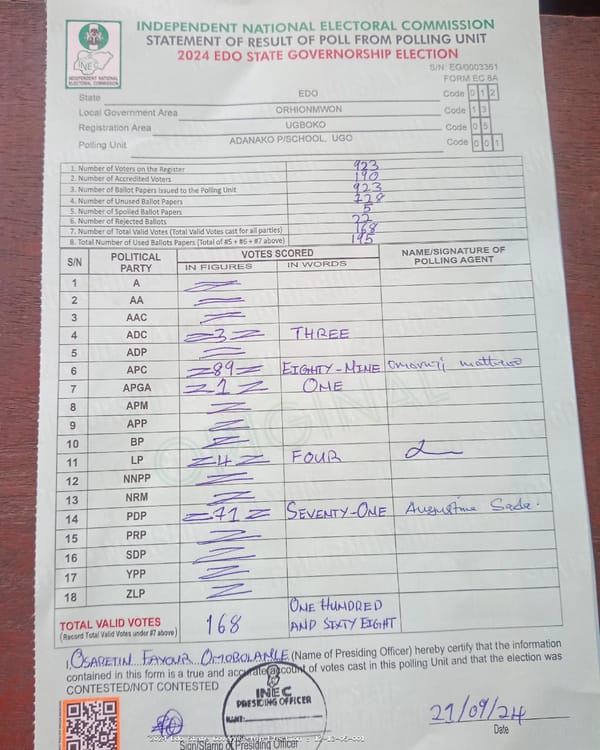 INDEPENDENT NATIONAL ELECTORAL COMMISSION
STATEMENT OF RESULT OF POLL FROM POLLING UNIT
2024 EDO STATE GOVERNORSHIP ELECTION
INEC
INDEPENDENT NATIONAL ELECTORAL COMMISSION
S/N: EG/0003351
FORM EC 8A
State EDO Code 0 1 2
Local Government Area ORHIONMWON Code 1 3
Registration Area UGBOKO Code 0 5
Polling Unit ADANAKO P/SCHOOL, UGO Code 0 0 1
1. Number of Voters on the Register 923
2. Number of Accredited Voters 190
3. Number of Ballot Papers Issued to the Polling Unit 923
4. Number of Unused Ballot Papers 728
5. Number of Spoiled Ballot Papers 5
6. Number of Rejected Ballots 22
7. Number of Total Valid Votes (Total Valid Votes cast for all parties) 168
8. Total Number of Used Ballots Papers (Total of #5 + #6 + #7 above) 195
S/N POLITICAL PARTY VOTES SCORED NAME/SIGNATURE OF POLLING AGENT
IN FIGURES IN WORDS
1 A
2 AA
3 AAC
4 ADC 3 THREE
5 ADP
6 APC 89 EIGHTY-NINE
7 APGA 1 ONE
8 APM
9 APP
10 BP
11 LP 4 FOUR
12 NNPP
13 NRM
14 PDP 71 SEVENTY-ONE Augustine Sada.
15 PRP
16 SDP
17 YPP
18 ZLP
ORIGINAL
TOTAL VALID VOTES 168 ONE HUNDRED AND SIXTY EIGHT
(Record Total Valid Votes under #7 above)
I, OSARETIN FAVOUR OMOBOLANLE (Name of Presiding Officer) hereby certify that the information
contained in this form is a true and accurate account of votes cast in this polling unit and that the election was
CONTESTED/NOT CONTESTED
INEC
PRESIDING OFFICER
21/09/24
Date
Sign/Stamp of Presiding Officer